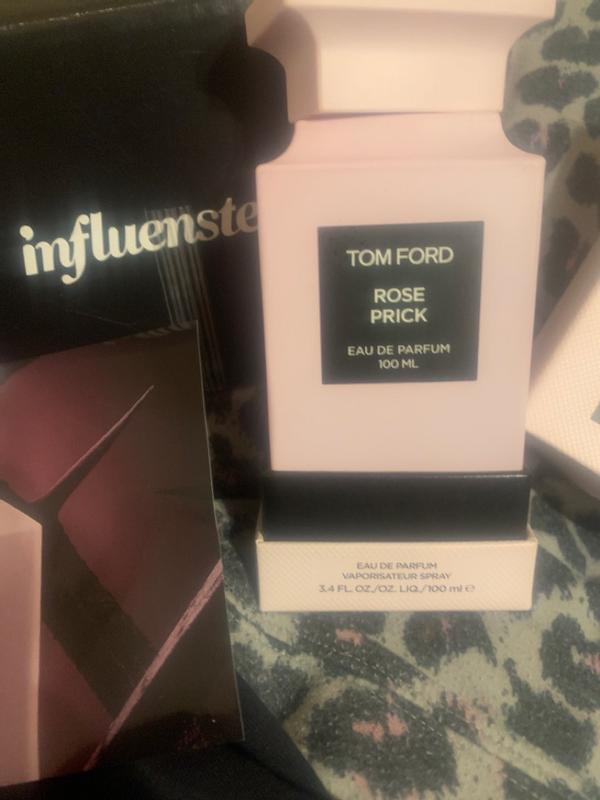 influenste
TOM FORD
ROSE
PRICK
EAU DE PARFUM
100 ML
EAU DE PARFUM
VAPORISATEUR SPRAY
3.4 FL. OZ./OZ. LIQ./100 ml ℮